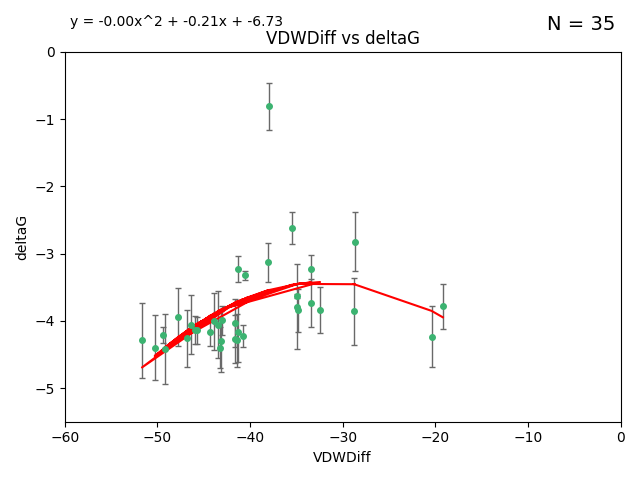 y = -0.00x^2 + -0.21x + -6.73
N = 35
VDWDiff vs deltaG
0
−1
−2
−3
−4
−5
deltaG
−60 −50 −40 −30 −20 −10 0
VDWDiff